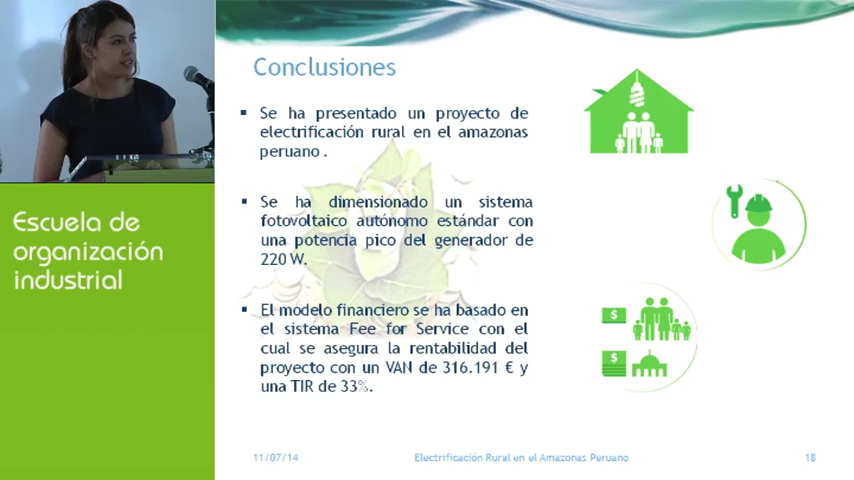 Conclusiones
▪ Se ha presentado un proyecto de
electrificación rural en el amazonas
peruano .
▪ Se ha dimensionado un sistema
fotovoltaico autónomo estándar con
una potencia pico del generador de
220 W.
▪ El modelo financiero se ha basado en
el sistema Fee for Service con el
cual se asegura la rentabilidad del
proyecto con un VAN de 316.191 € y
una TIR de 33%.
$
$
Escuela de
organización
industrial
11/07/14
Electrificación Rural en el Amazonas Peruano
18